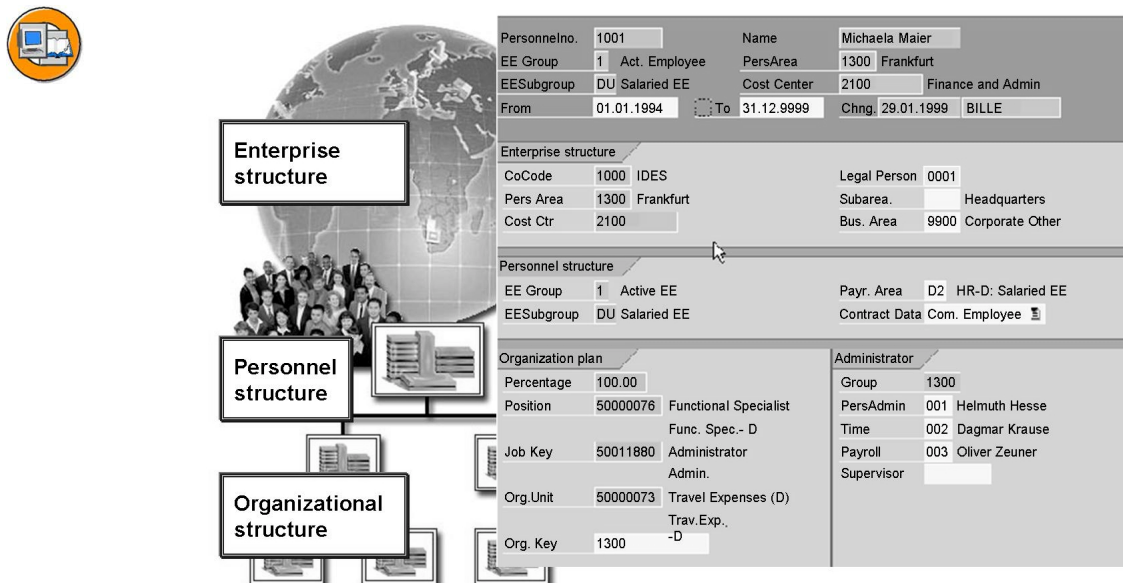 Enterprise
structure
Personnel
structure
Organizational
structure
Personnelno. 1001 Name Michaela Maier
EE Group 1 Act. Employee PersArea 1300 Frankfurt
EESubgroup DU Salaried EE Cost Center 2100 Finance and Admin
From 01.01.1994 To 31.12.9999 Chng. 29.01.1999 BILLE
Enterprise structure
CoCode 1000 IDES Legal Person 0001
Pers Area 1300 Frankfurt Subarea. Headquarters
Cost Ctr 2100 Bus. Area 9900 Corporate Other
Personnel structure
EE Group 1 Active EE Payr. Area D2 HR-D: Salaried EE
EESubgroup DU Salaried EE Contract Data Com. Employee
Organization plan
Percentage 100.00
Position 50000076 Functional Specialist
Func. Spec.- D
Job Key 50011880 Administrator
Admin.
Org.Unit 50000073 Travel Expenses (D)
Trav.Exp.
-D
Org. Key 1300
Administrator
Group 1300
PersAdmin 001 Helmuth Hesse
Time 002 Dagmar Krause
Payroll 003 Oliver Zeuner
Supervisor